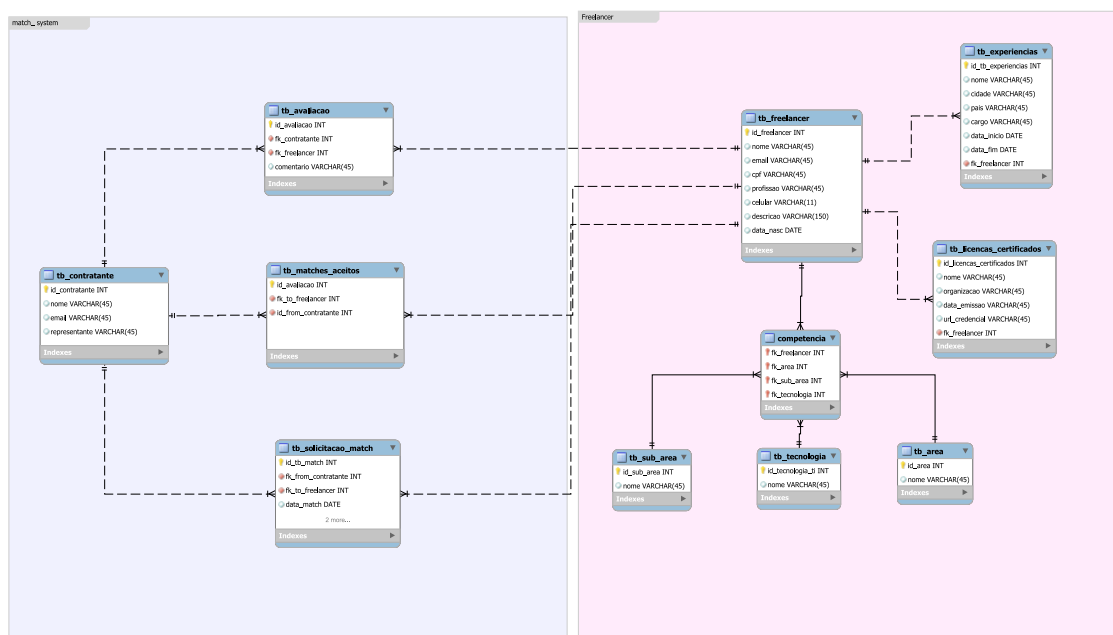 match_ system
tb_avaliacao
id_avaliacao INT
fk_contratante INT
fk_freelancer INT
comentario VARCHAR(45)
Indexes
tb_contratante
id_contratante INT
nome VARCHAR(45)
email VARCHAR(45)
representante VARCHAR(45)
Indexes
tb_matches_aceitos
id_avaliacao INT
fk_to_freelancer INT
id_from_contratante INT
Indexes
tb_solicitacao_match
id_tb_match INT
fk_from_contratante INT
fk_to_freelancer INT
data_match DATE
2 more...
Indexes
Freelancer
tb_freelancer
id_freelancer INT
nome VARCHAR(45)
email VARCHAR(45)
cpf VARCHAR(45)
profissao VARCHAR(45)
celular VARCHAR(11)
descricao VARCHAR(150)
data_nasc DATE
Indexes
tb_experiencias
id_tb_experiencias INT
nome VARCHAR(45)
cidade VARCHAR(45)
pais VARCHAR(45)
cargo VARCHAR(45)
data_inicio DATE
data_fim DATE
fk_freelancer INT
Indexes
tb_licencas_certificados
id_licencas_certificados INT
nome VARCHAR(45)
organizacao VARCHAR(45)
data_emissao VARCHAR(45)
url_credencial VARCHAR(45)
fk_freelancer INT
Indexes
competencia
fk_freelancer INT
fk_area INT
fk_sub_area INT
fk_tecnologia INT
Indexes
tb_sub_area
id_sub_area INT
nome VARCHAR(45)
Indexes
tb_tecnologia
id_tecnologia_ti INT
nome VARCHAR(45)
Indexes
tb_area
id_area INT
nome VARCHAR(45)
Indexes